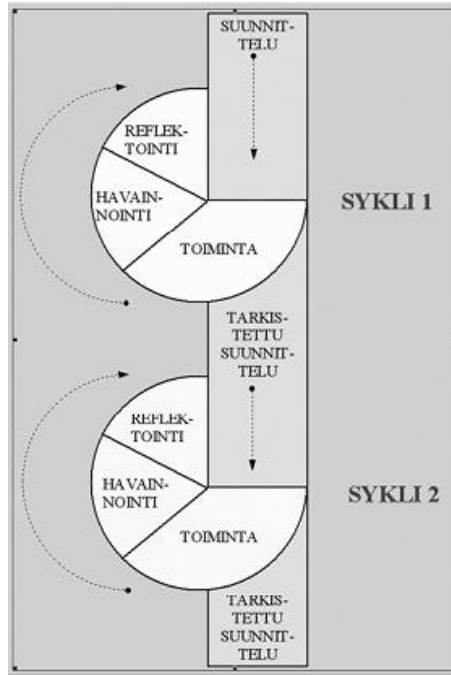 SUUNNIT-
TELU
REFLEK-
TOINTI
HAVAIN-
NOINTI
TOIMINTA
SYKLI 1
TARKIS-
TETTU
SUUNNIT-
TELU
REFLEK-
TOINTI
HAVAIN-
NOINTI
TOIMINTA
SYKLI 2
TARKIS-
TETTU
SUUNNIT-
TELU